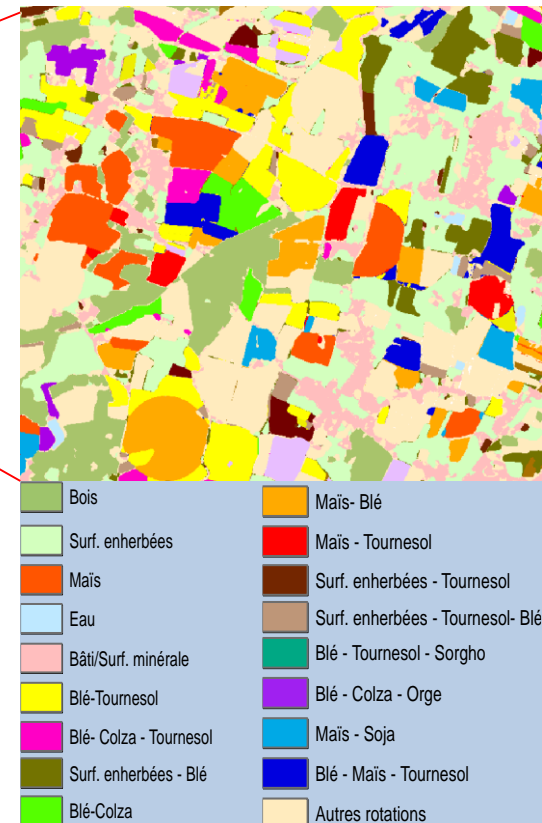 Bois
Surf. enherbées
Maïs
Eau
Bâti/Surf. minérale
Blé-Tournesol
Blé- Colza - Tournesol
Surf. enherbées - Blé
Blé-Colza
Maïs- Blé
Maïs - Tournesol
Surf. enherbées - Tournesol
Surf. enherbées - Tournesol- Blé
Blé - Tournesol - Sorgho
Blé - Colza - Orge
Maïs - Soja
Blé - Maïs - Tournesol
Autres rotations